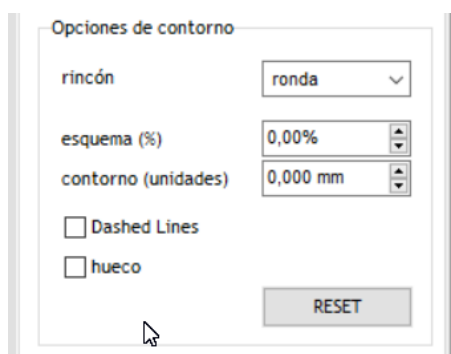 Opciones de contorno
rincón ronda
esquema (%) 0,00%
contorno (unidades) 0,000 mm
Dashed Lines
hueco
RESET